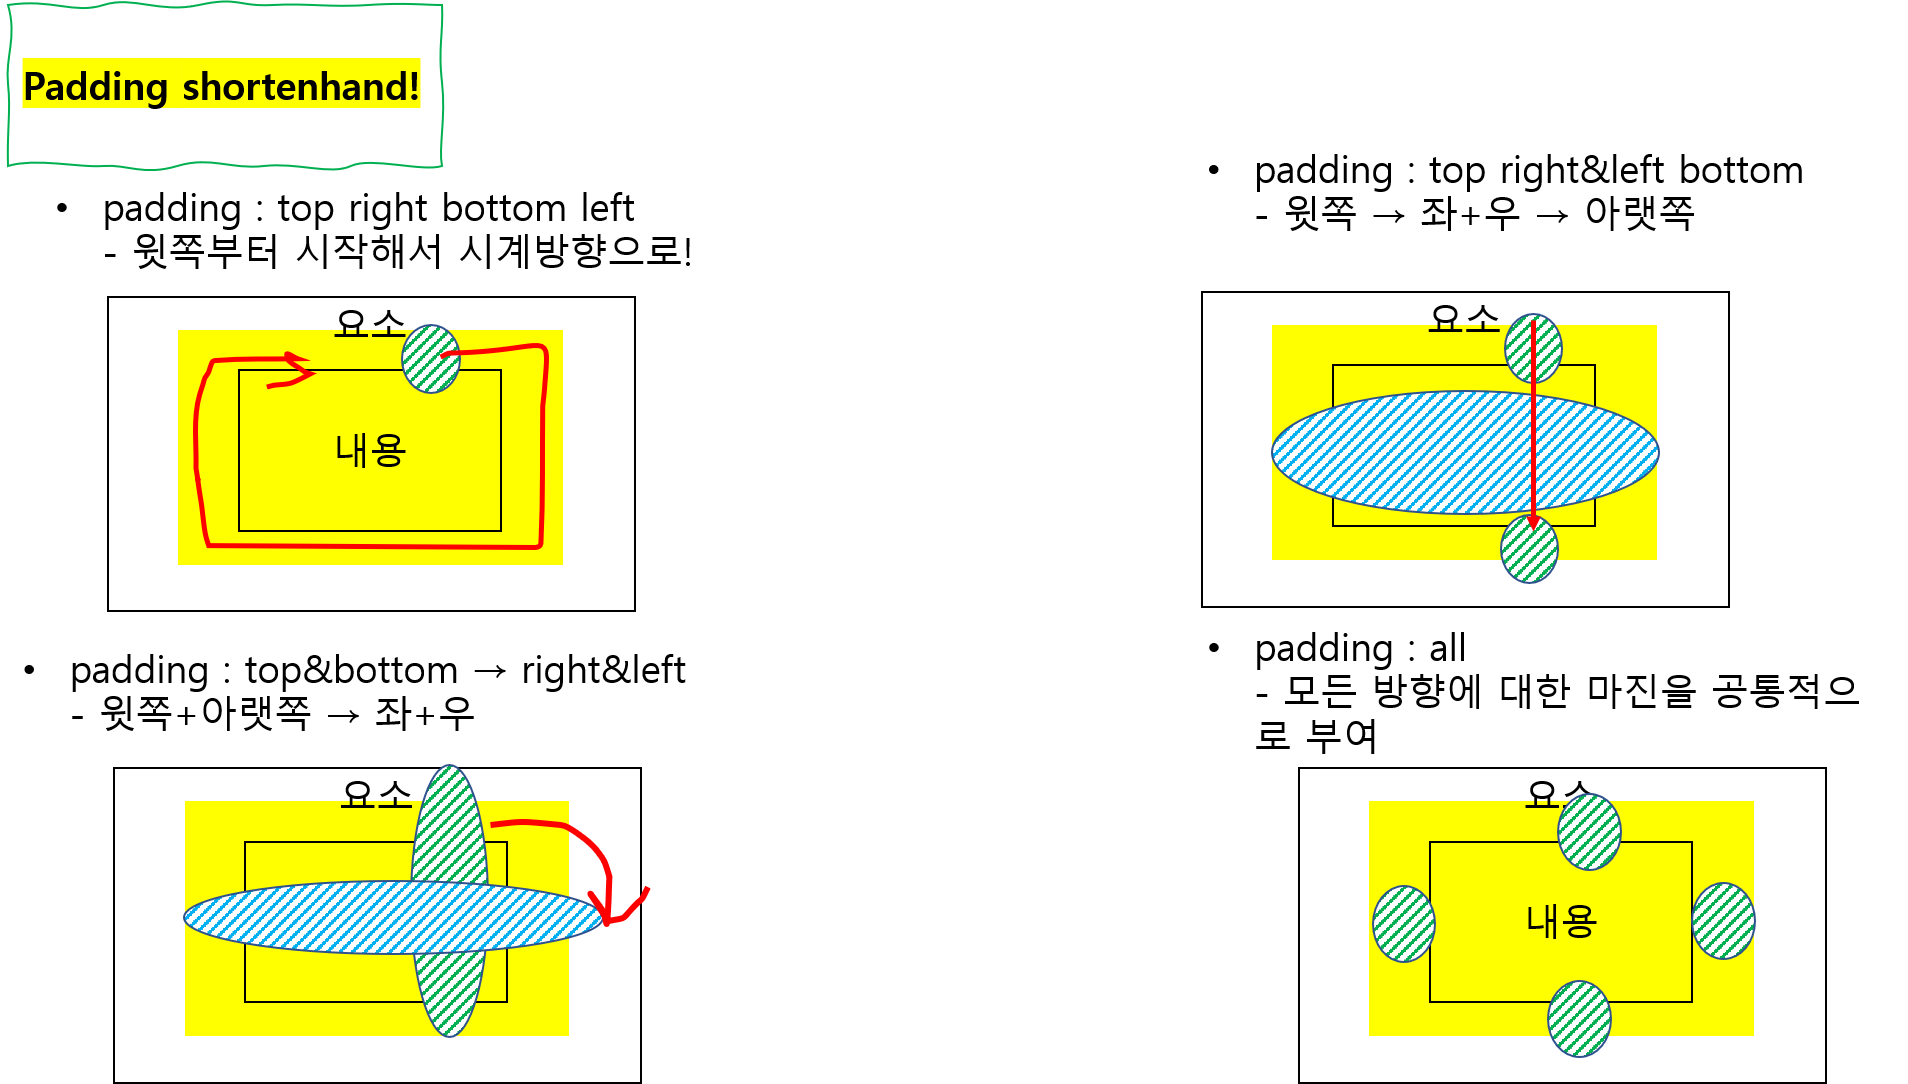 Padding shortenhand!
• padding : top right bottom left
- 윗쪽부터 시작해서 시계방향으로!
요소
내용
• padding : top&bottom → right&left
- 윗쪽+아랫쪽 → 좌+우
요소
• padding : top right&left bottom
- 윗쪽 → 좌+우 → 아랫쪽
요소
• padding : all
- 모든 방향에 대한 마진을 공통적으
로 부여
요소
내용